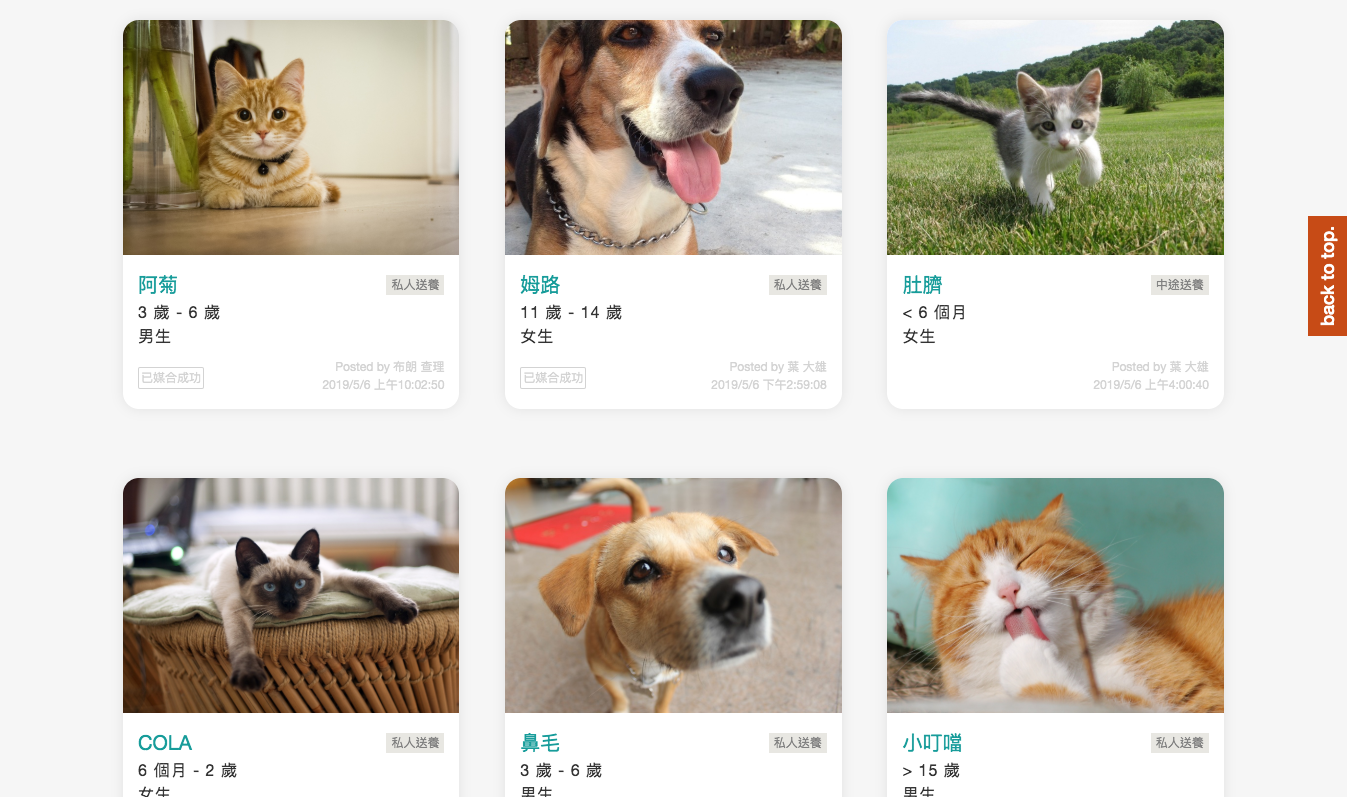 阿菊
私人送養
3 歲 - 6 歲
男生
已媒合成功
Posted by 布朗 查理
2019/5/6 上午10:02:50
姆路
私人送養
11 歲 - 14 歲
女生
已媒合成功
Posted by 葉 大雄
2019/5/6 下午2:59:08
肚臍
中途送養
< 6 個月
女生
Posted by 葉 大雄
2019/5/6 上午4:00:40
back to top.
COLA
私人送養
6 個月 - 2 歲
女生
鼻毛
私人送養
3 歲 - 6 歲
男生
小叮噹
私人送養
> 15 歲
男生